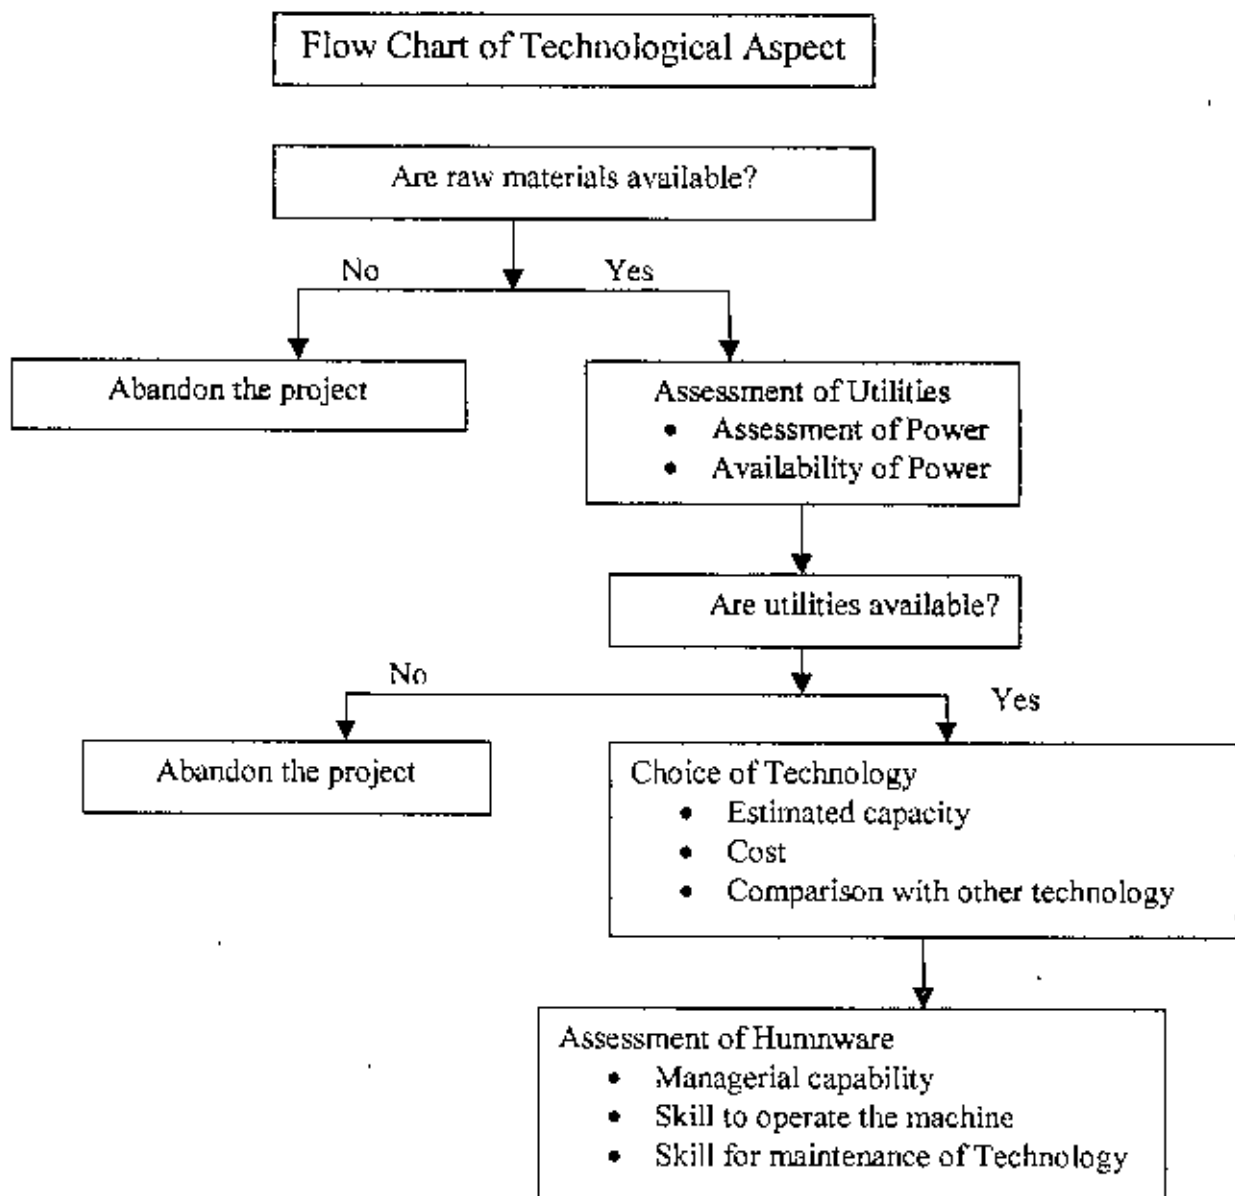 Flow Chart of Technological Aspect
Are raw materials available?
No Yes
Abandon the project
Assessment of Utilities
• Assessment of Power
• Availability of Power
Are utilities available?
No
Yes
Abandon the project
Choice of Technology
• Estimated capacity
• Cost
• Comparison with other technology
Assessment of Humnware
• Managerial capability
• Skill to operate the machine
• Skill for maintenance of Technology